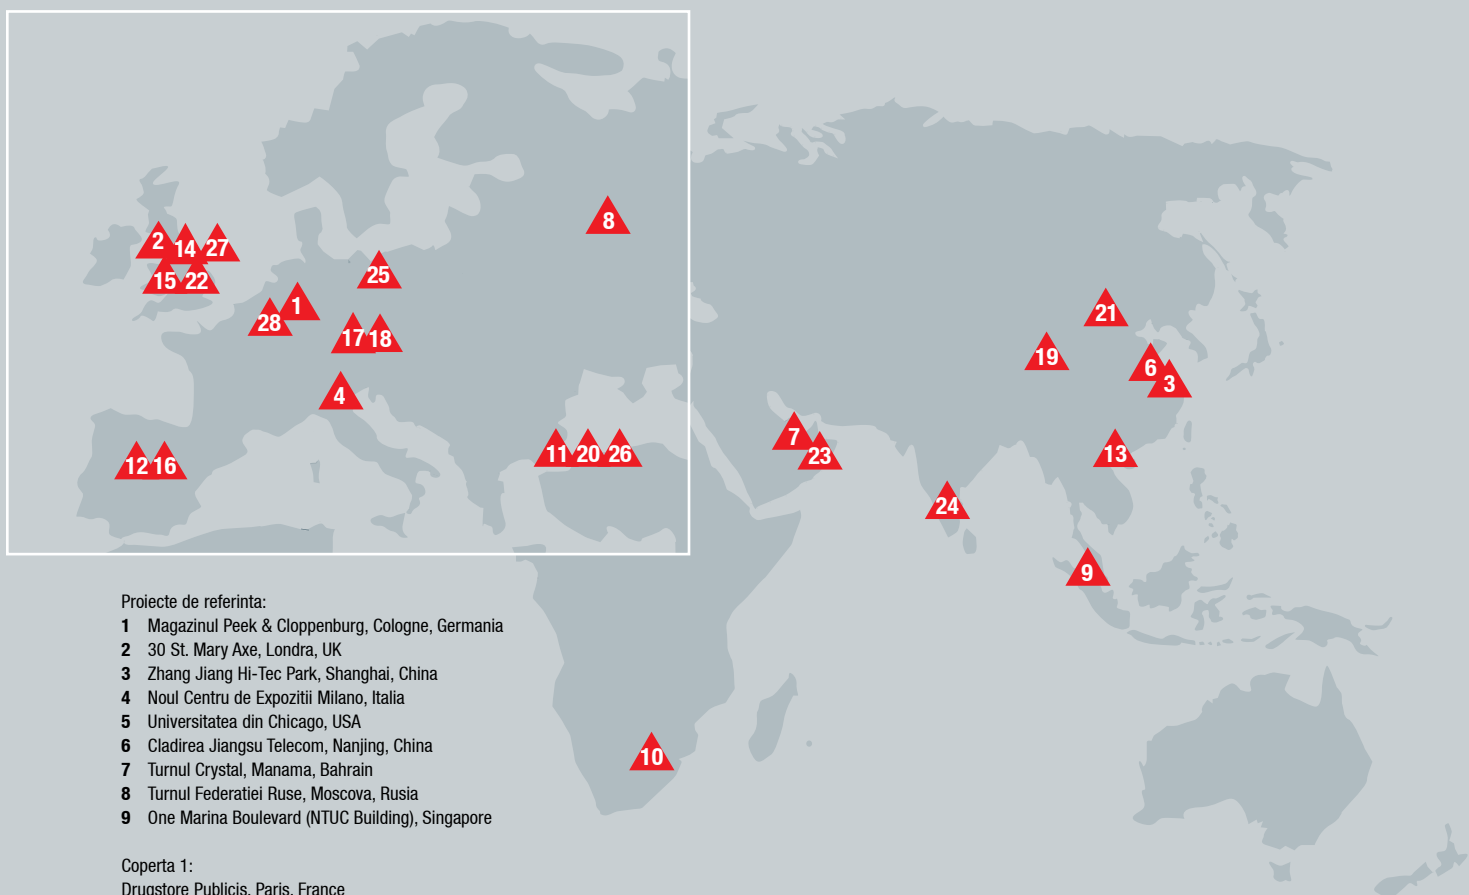 8
2 14 27
15 22
25
1
28
17 18
4
12 16
11 20 26
21
19
6
3
7
23
13
24
9
10
Proiecte de referinta:
1 Magazinul Peek & Cloppenburg, Cologne, Germania
2 30 St. Mary Axe, Londra, UK
3 Zhang Jiang Hi-Tec Park, Shanghai, China
4 Noul Centru de Expozitii Milano, Italia
5 Universitatea din Chicago, USA
6 Cladirea Jiangsu Telecom, Nanjing, China
7 Turnul Crystal, Manama, Bahrain
8 Turnul Federatiei Ruse, Moscova, Rusia
9 One Marina Boulevard (NTUC Building), Singapore
Coperta 1:
Drugstore Publicis, Paris, France